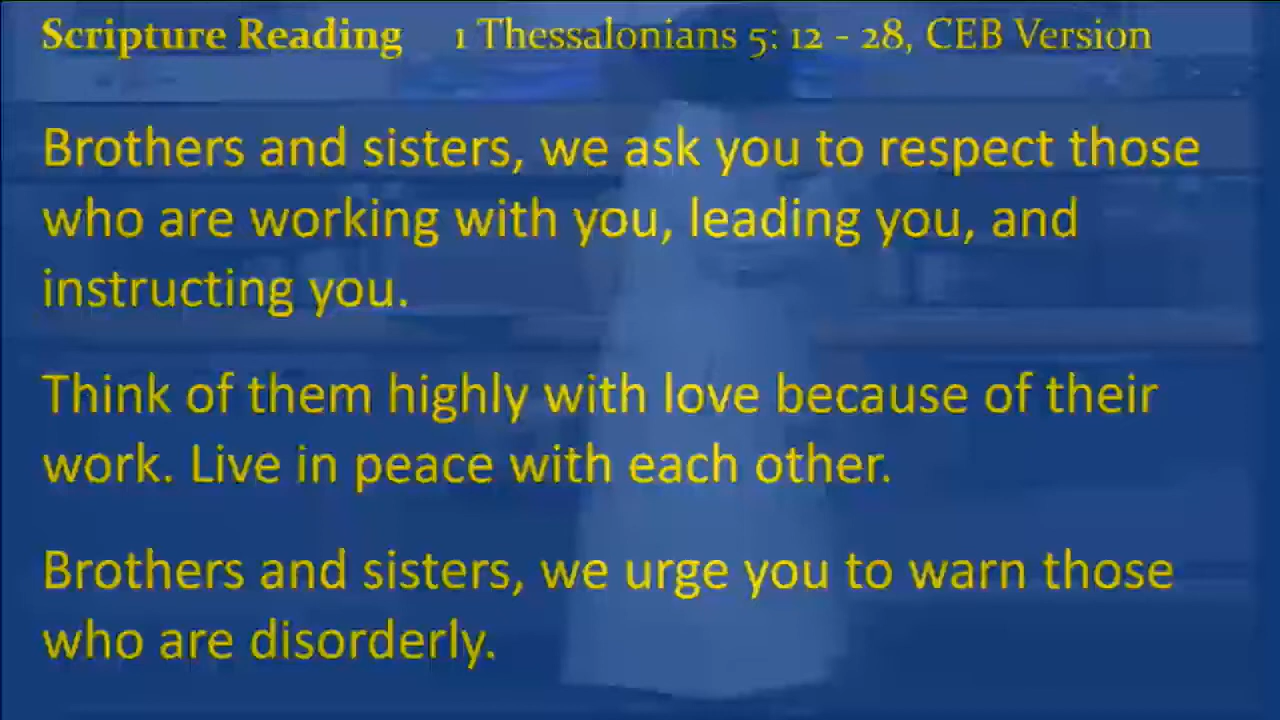 Scripture Reading 1 Thessalonians 5: 12 - 28, CEB Version
Brothers and sisters, we ask you to respect those
who are working with you, leading you, and
instructing you.
Think of them highly with love because of their
work. Live in peace with each other.
Brothers and sisters, we urge you to warn those
who are disorderly.